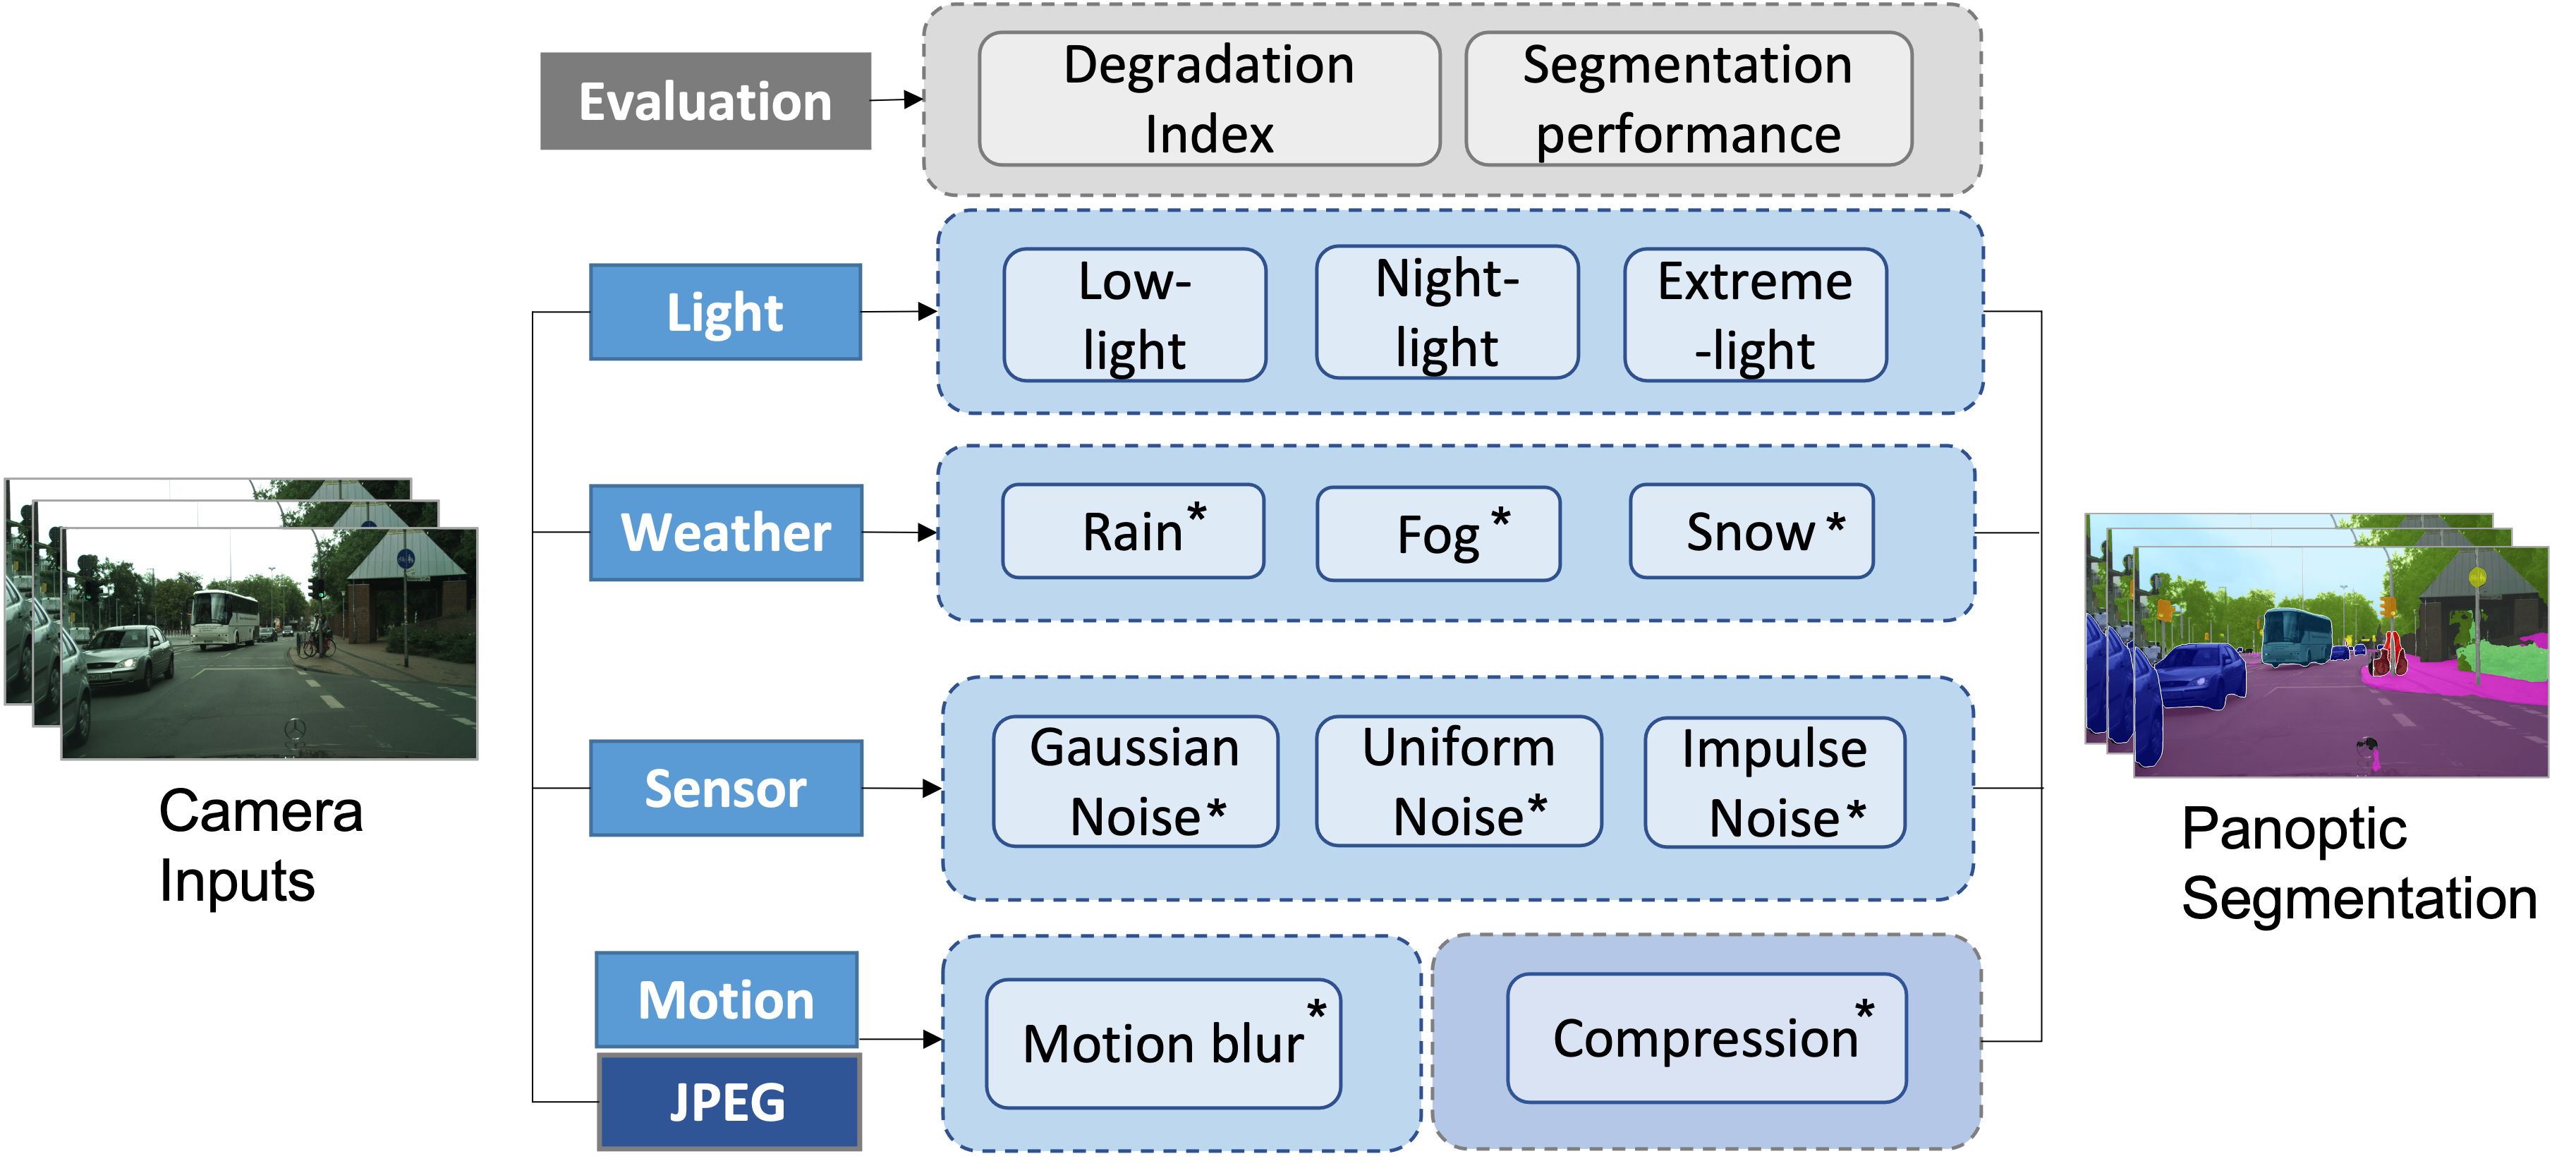 Evaluation
Degradation
Index
Segmentation
performance
Light
Low-
light
Night-
light
Extreme
-light
Weather
Rain*
Fog*
Snow*
Sensor
Gaussian
Noise*
Uniform
Noise*
Impulse
Noise*
Motion
JPEG
Motion blur*
Compression*
Camera
Inputs
Panoptic
Segmentation